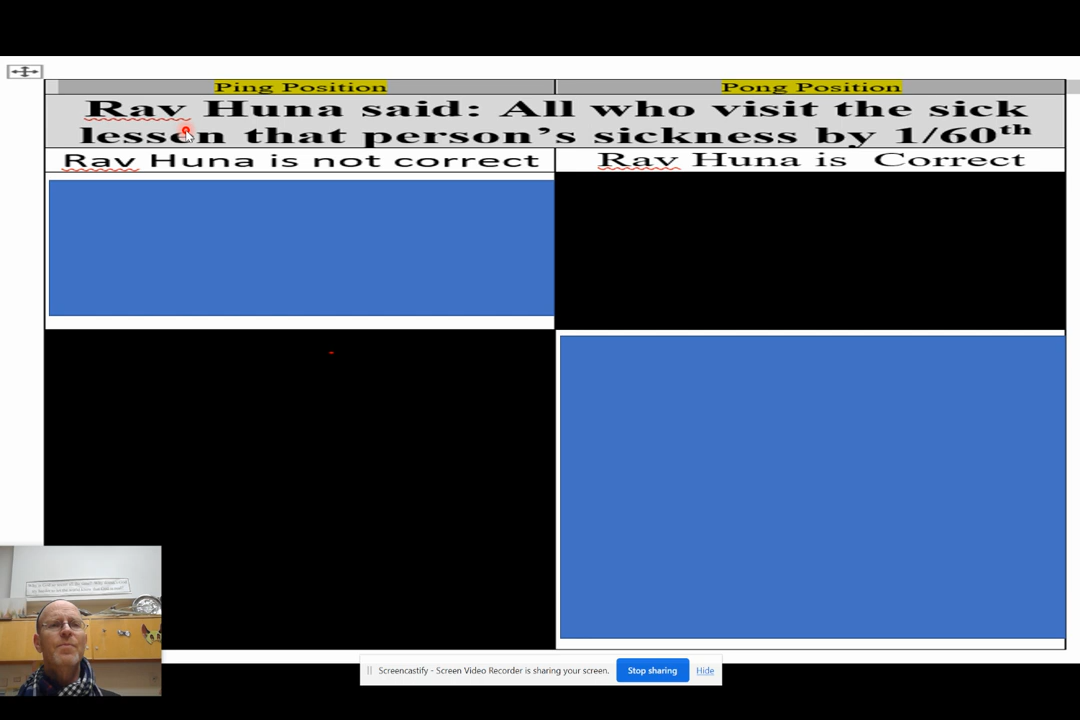 Ping Position
Pong Position
Rav Huna said: All who visit the sick
lessen that person's sickness by 1/60th
Rav Huna is not correct
Rav Huna is Correct
Screencastify - Screen Video Recorder is sharing your screen.
Stop sharing
Hide